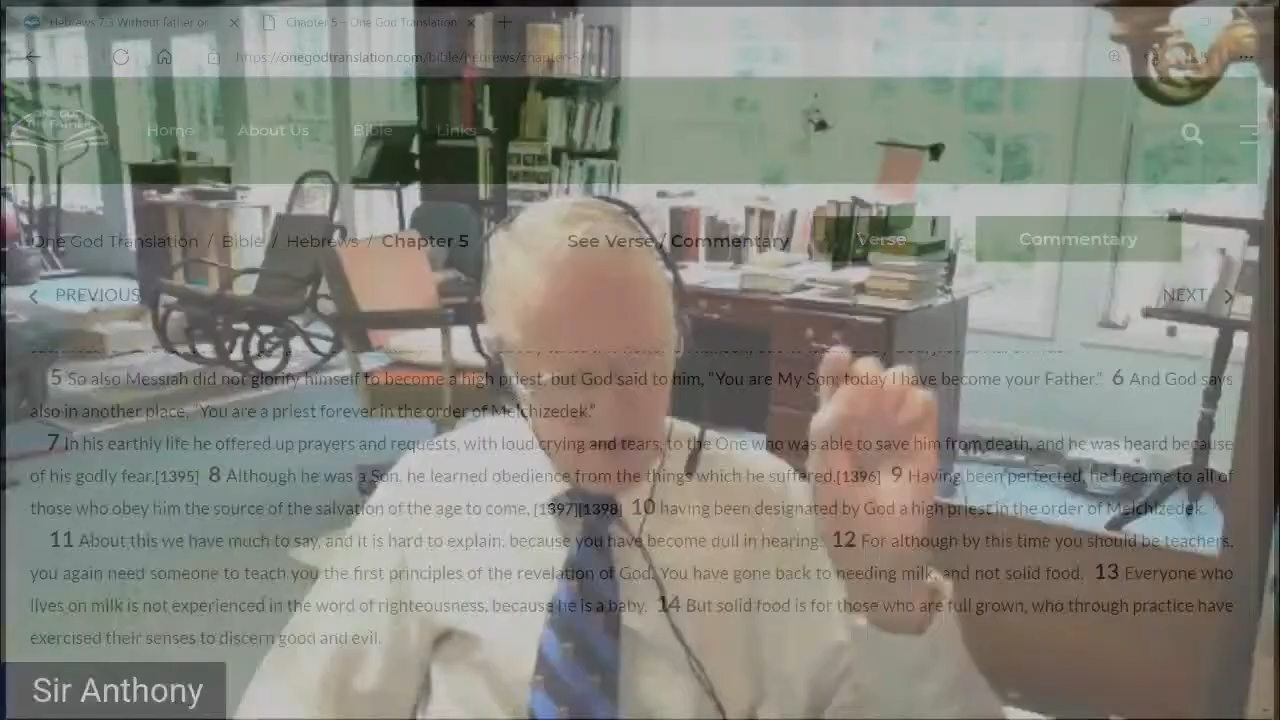 Hebrews 7:3 Without father or
Chapter 5 – One God Translation
https://onegodtranslation.com/bible/hebrews/chapter-5/
ONE GOD
THE FATHER
Home About Us Bible Links
One God Translation / Bible / Hebrews / Chapter 5 See Verse / Commentary Verse Commentary
PREVIOUS NEXT
5 So also Messiah did not glorify himself to become a high priest, but God said to him, “You are My Son; today I have become your Father.” 6 And God says
also in another place, “You are a priest forever in the order of Melchizedek.”
7 In his earthly life he offered up prayers and requests, with loud crying and tears, to the One who was able to save him from death, and he was heard because
of his godly fear.[1395] 8 Although he was a Son, he learned obedience from the things which he suffered.[1396] 9 Having been perfected, he became to all of
those who obey him the source of the salvation of the age to come, [1397][1398] 10 having been designated by God a high priest in the order of Melchizedek.
11 About this we have much to say, and it is hard to explain, because you have become dull in hearing. 12 For although by this time you should be teachers,
you again need someone to teach you the first principles of the revelation of God. You have gone back to needing milk, and not solid food. 13 Everyone who
lives on milk is not experienced in the word of righteousness, because he is a baby. 14 But solid food is for those who are full grown, who through practice have
exercised their senses to discern good and evil.
Sir Anthony